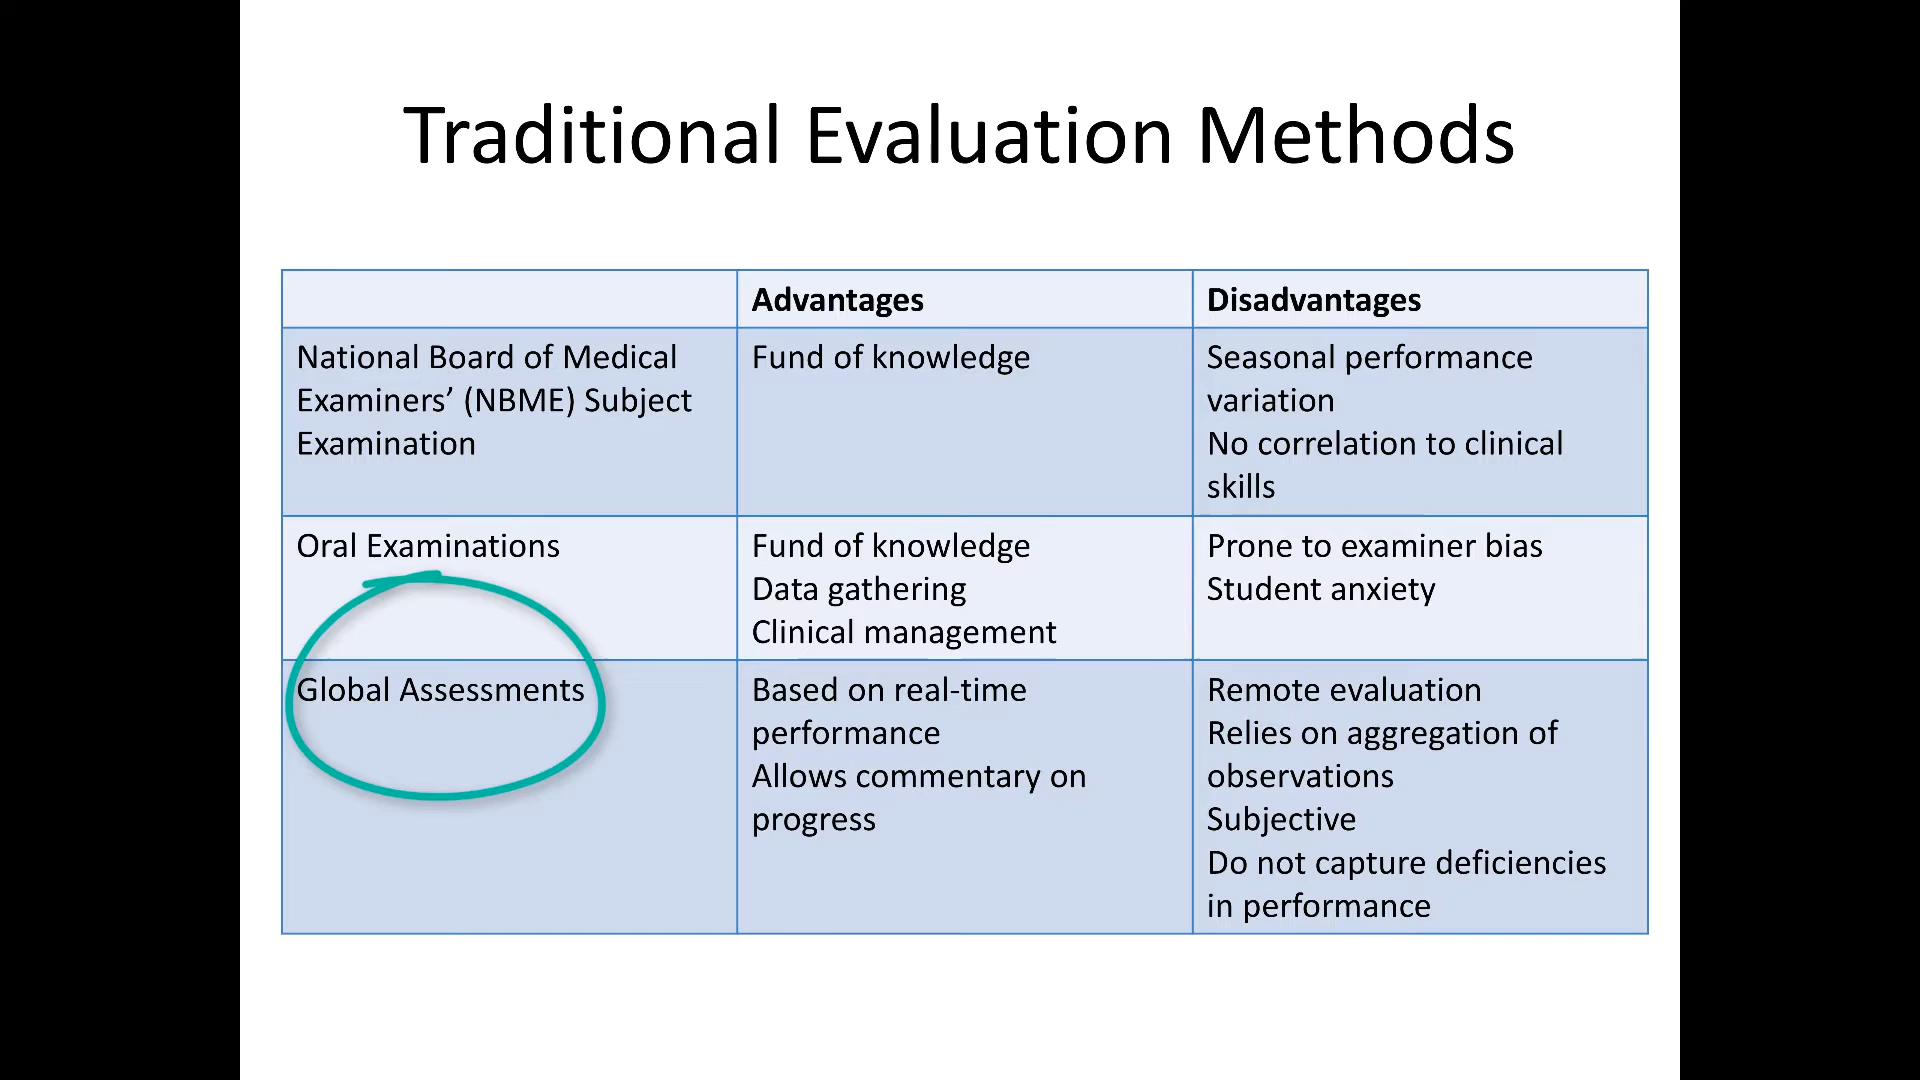 Traditional Evaluation Methods
Advantages
Disadvantages
National Board of Medical
Examiners’ (NBME) Subject
Examination
Fund of knowledge
Seasonal performance
variation
No correlation to clinical
skills
Oral Examinations
Fund of knowledge
Data gathering
Clinical management
Prone to examiner bias
Student anxiety
Global Assessments
Based on real-time
performance
Allows commentary on
progress
Remote evaluation
Relies on aggregation of
observations
Subjective
Do not capture deficiencies
in performance